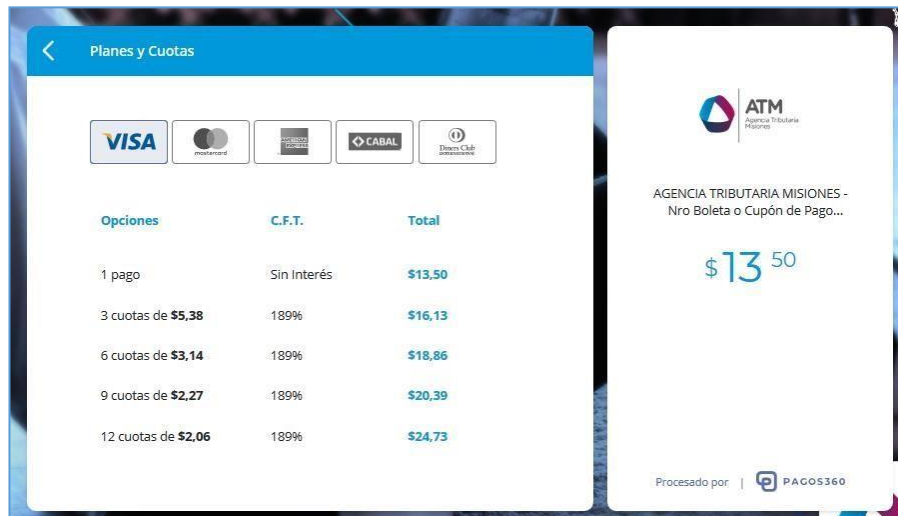 Planes y Cuotas
VISA
mastercard
AMERICAN EXPRESS
CABAL
Diners Club
INTERNATIONAL
Opciones C.F.T. Total
1 pago Sin Interés $13,50
3 cuotas de $5,38 189% $16,13
6 cuotas de $3,14 189% $18,86
9 cuotas de $2,27 189% $20,39
12 cuotas de $2,06 189% $24,73
ATM
Agencia Tributaria
Misiones
AGENCIA TRIBUTARIA MISIONES -
Nro Boleta o Cupón de Pago...
$13 50
Procesado por | PAGOS360